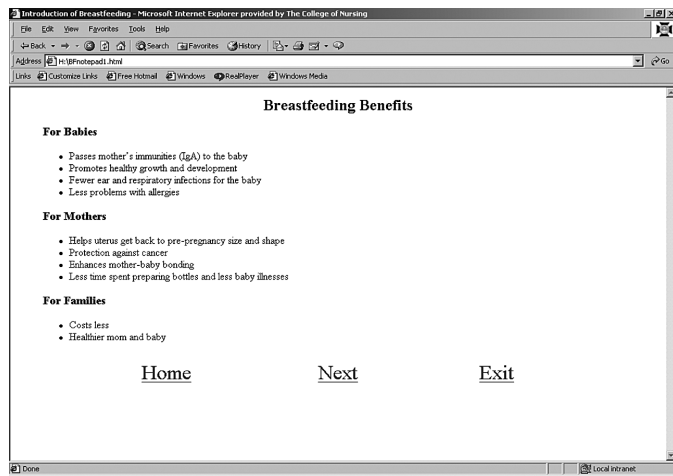 Introduction of Breastfeeding - Microsoft Internet Explorer provided by The College of Nursing
File Edit View Favorites Tools Help
Back Search Favorites History
Address H:\BFnotepad1.html Go
Links Customize Links Free Hotmail Windows RealPlayer Windows Media
Breastfeeding Benefits
For Babies
• Passes mother's immunities (IgA) to the baby
• Promotes healthy growth and development
• Fewer ear and respiratory infections for the baby
• Less problems with allergies
For Mothers
• Helps uterus get back to pre-pregnancy size and shape
• Protection against cancer
• Enhances mother-baby bonding
• Less time spent preparing bottles and less baby illnesses
For Families
• Costs less
• Healthier mom and baby
Home Next Exit
Done Local intranet